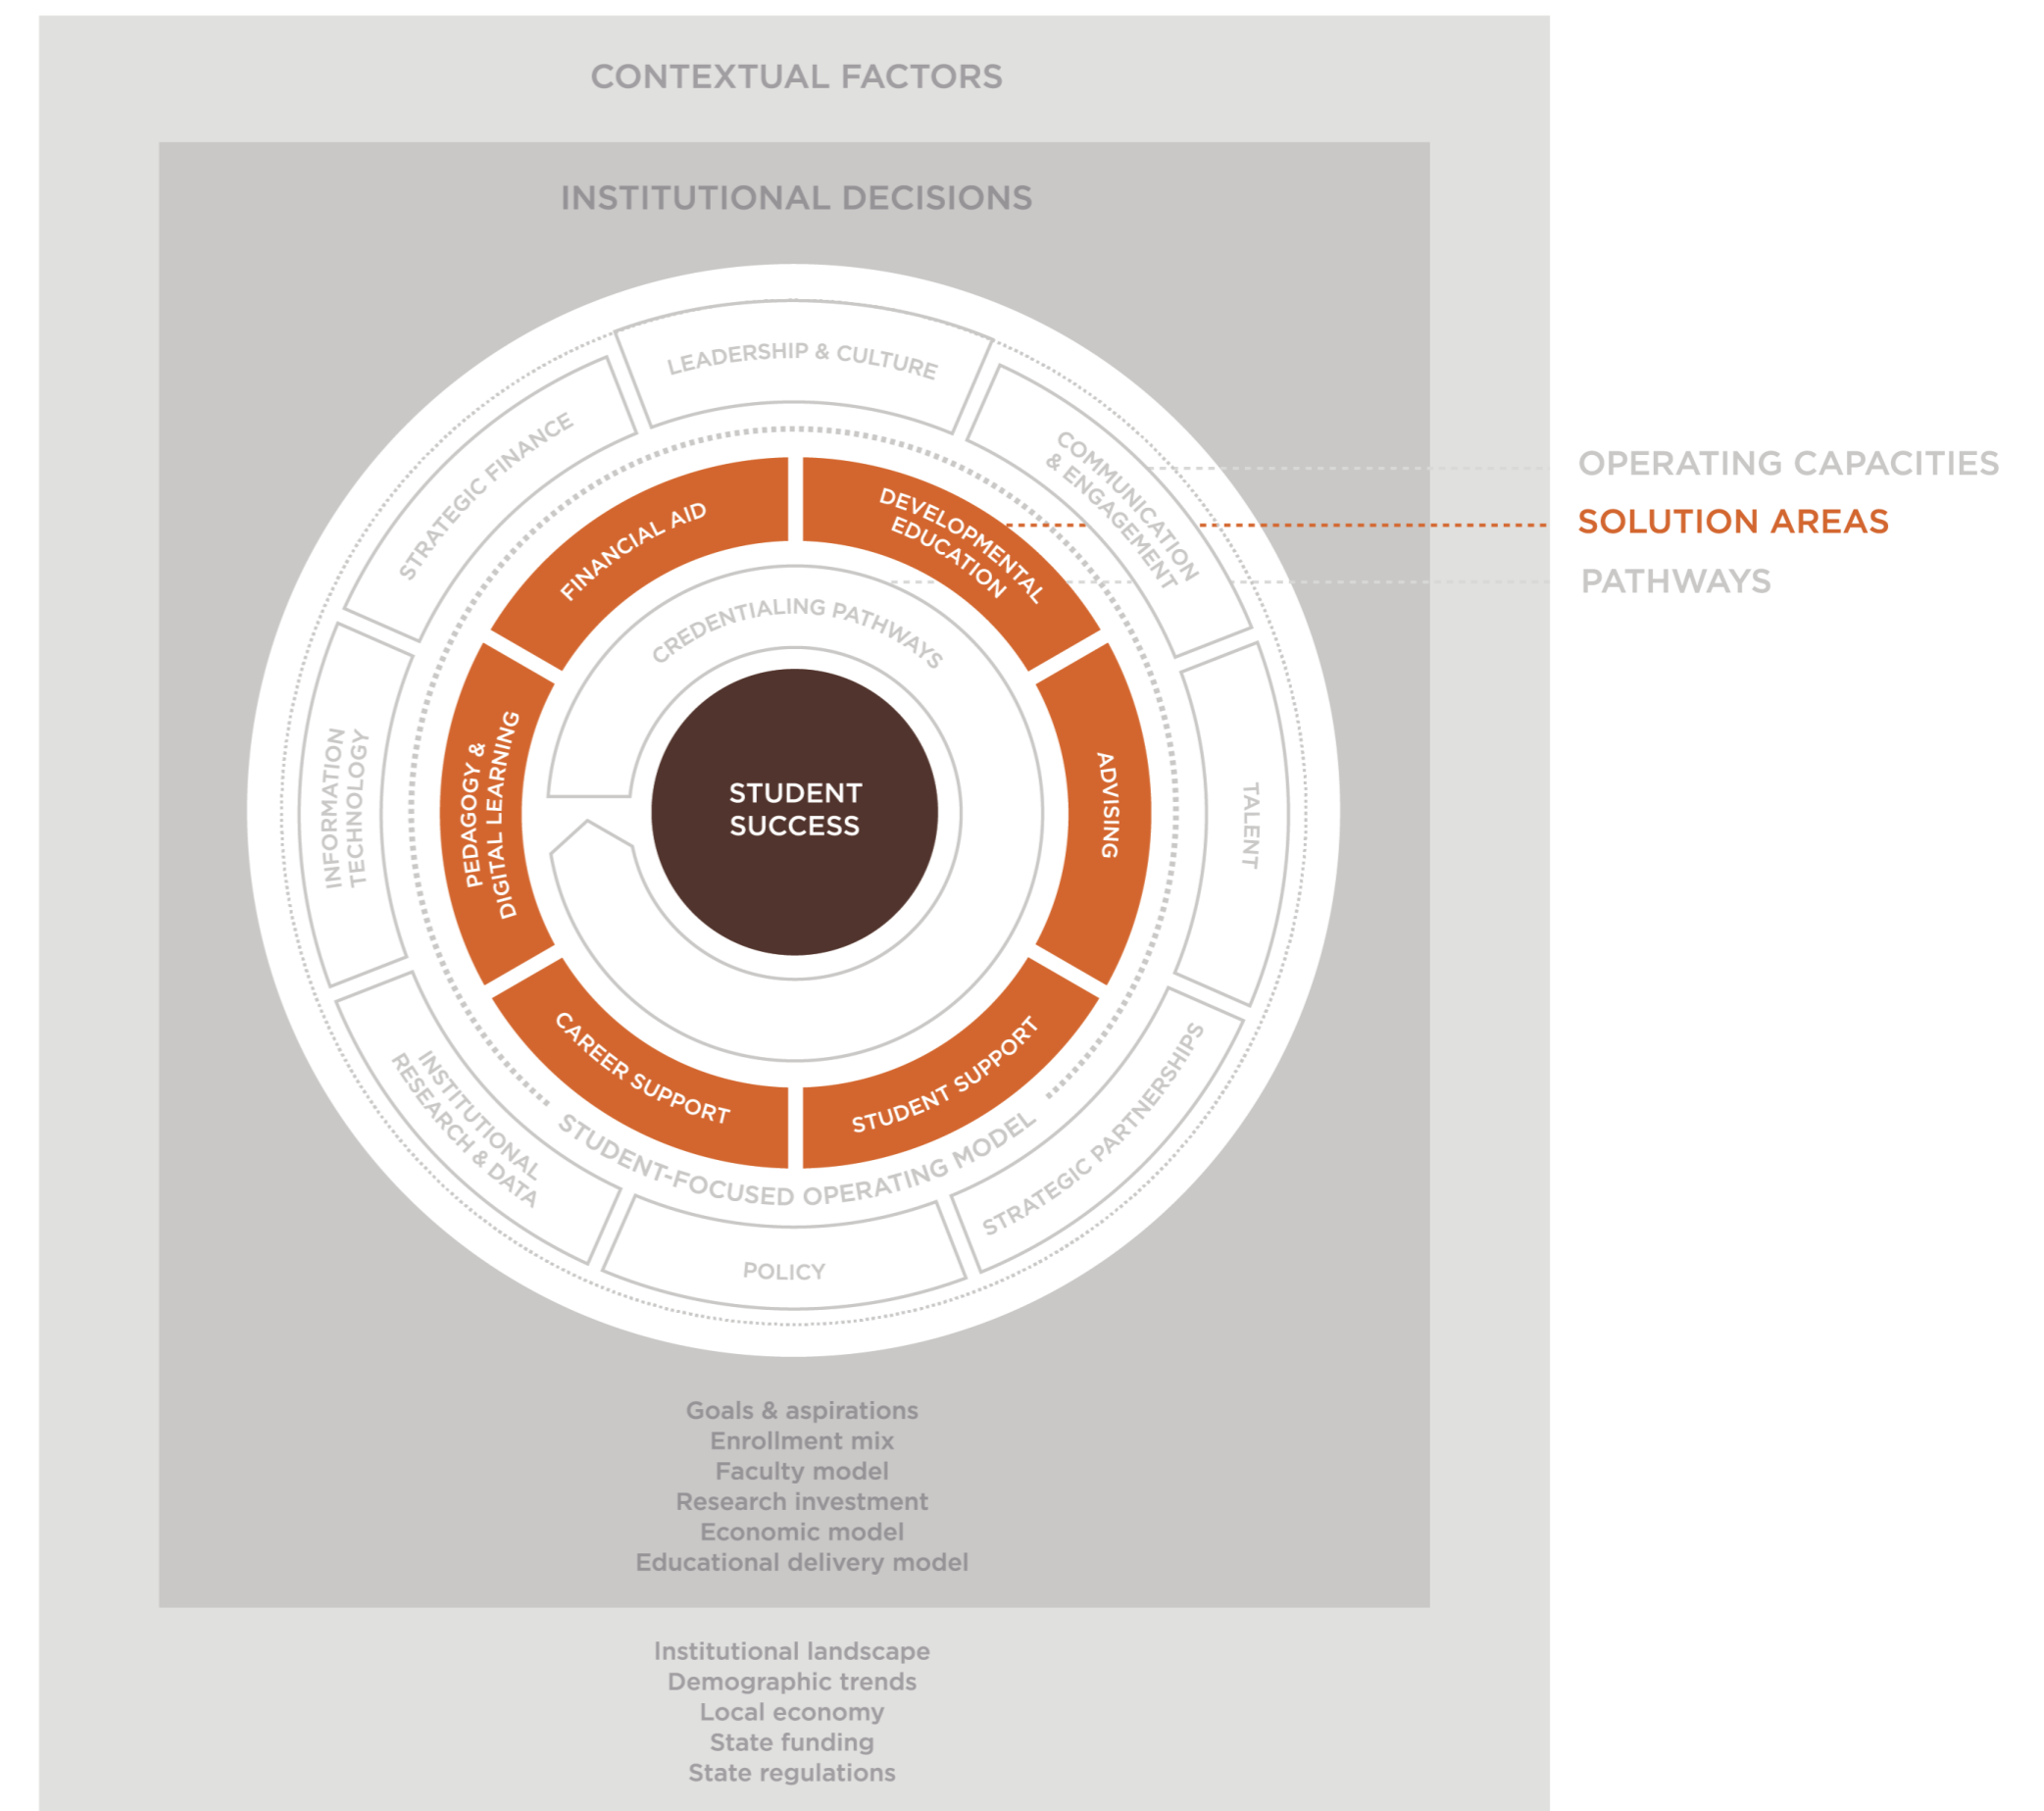 CONTEXTUAL FACTORS
INSTITUTIONAL DECISIONS
LEADERSHIP & CULTURE
COMMUNICATION
& ENGAGEMENT
TALENT
STRATEGIC PARTNERSHIPS
POLICY
INSTITUTIONAL
RESEARCH & DATA
INFORMATION
TECHNOLOGY
STRATEGIC FINANCE
STUDENT-FOCUSED OPERATING MODEL
FINANCIAL AID
DEVELOPMENTAL
EDUCATION
ADVISING
STUDENT SUPPORT
CAREER SUPPORT
PEDAGOGY &
DIGITAL LEARNING
CREDENTIALING PATHWAYS
STUDENT
SUCCESS
OPERATING CAPACITIES
SOLUTION AREAS
PATHWAYS
Goals & aspirations
Enrollment mix
Faculty model
Research investment
Economic model
Educational delivery model
Institutional landscape
Demographic trends
Local economy
State funding
State regulations